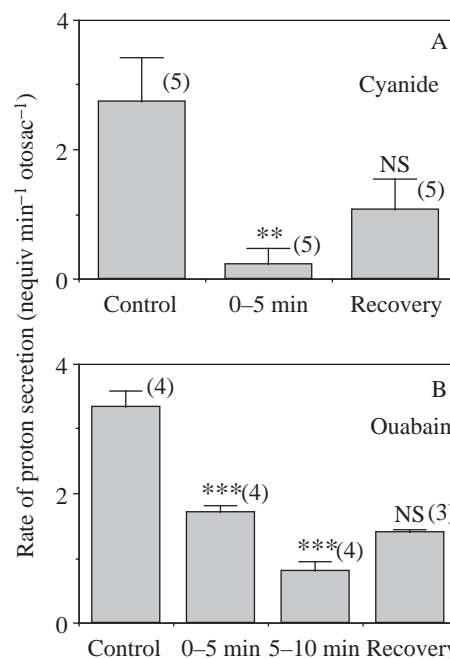 Rate of proton secretion (nequiv min⁻¹ otosac⁻¹)
4
A
(5)
Cyanide
2
NS
(5)
**
(5)
0
Control 0–5 min Recovery
4
B
(4)
Ouabain
2
***(4)
NS (3)
***(4)
0
Control 0–5 min 5–10 min Recovery